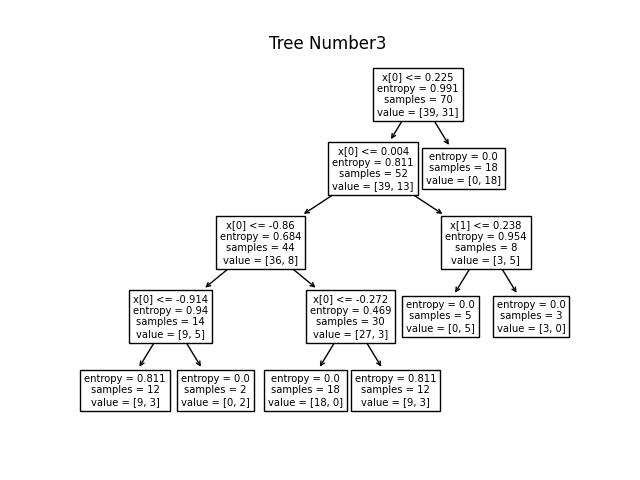 Tree Number3
x[0] <= 0.225
entropy = 0.991
samples = 70
value = [39, 31]
x[0] <= 0.004
entropy = 0.811
samples = 52
value = [39, 13]
entropy = 0.0
samples = 18
value = [0, 18]
x[0] <= -0.86
entropy = 0.684
samples = 44
value = [36, 8]
x[1] <= 0.238
entropy = 0.954
samples = 8
value = [3, 5]
x[0] <= -0.914
entropy = 0.94
samples = 14
value = [9, 5]
x[0] <= -0.272
entropy = 0.469
samples = 30
value = [27, 3]
entropy = 0.0
samples = 5
value = [0, 5]
entropy = 0.0
samples = 3
value = [3, 0]
entropy = 0.811
samples = 12
value = [9, 3]
entropy = 0.0
samples = 2
value = [0, 2]
entropy = 0.0
samples = 18
value = [18, 0]
entropy = 0.811
samples = 12
value = [9, 3]